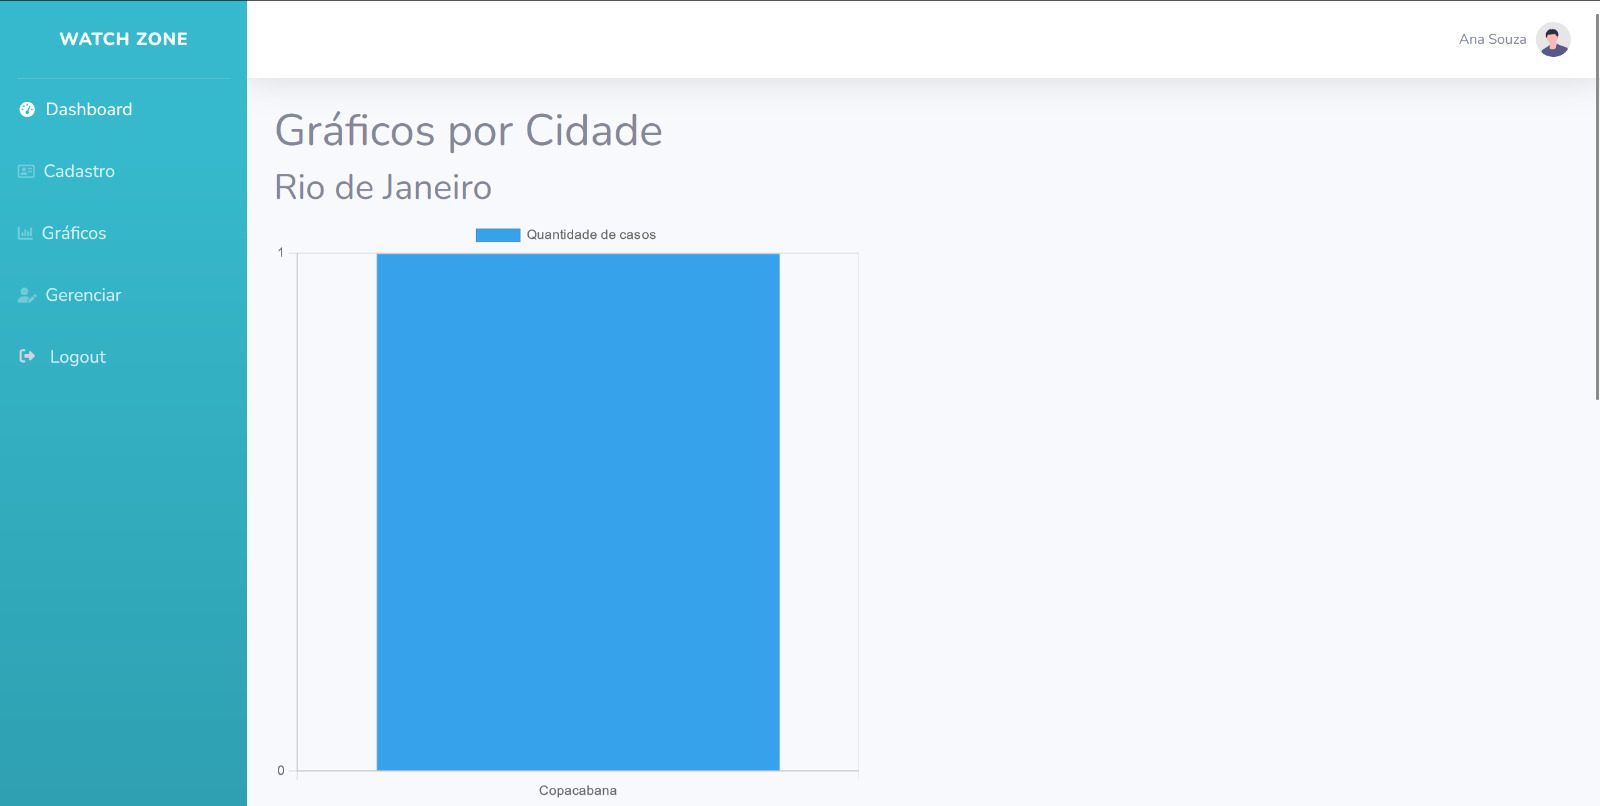 WATCH ZONE
Ana Souza
Dashboard
Cadastro
Gráficos
Gerenciar
Logout
Gráficos por Cidade
Rio de Janeiro
Quantidade de casos
1
0
Copacabana